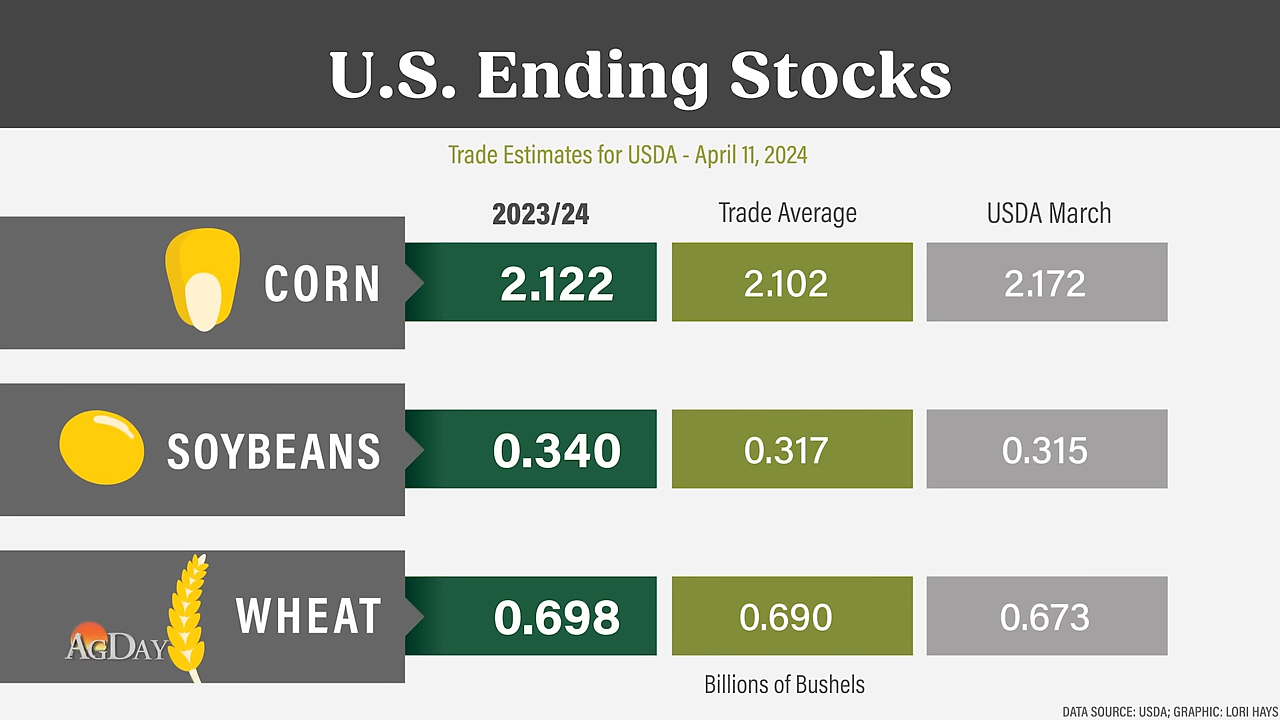 U.S. Ending Stocks
Trade Estimates for USDA - April 11, 2024
2023/24 Trade Average USDA March
CORN 2.122 2.102 2.172
SOYBEANS 0.340 0.317 0.315
WHEAT 0.698 0.690 0.673
AGDAY
Billions of Bushels
DATA SOURCE: USDA; GRAPHIC: LORI HAYS